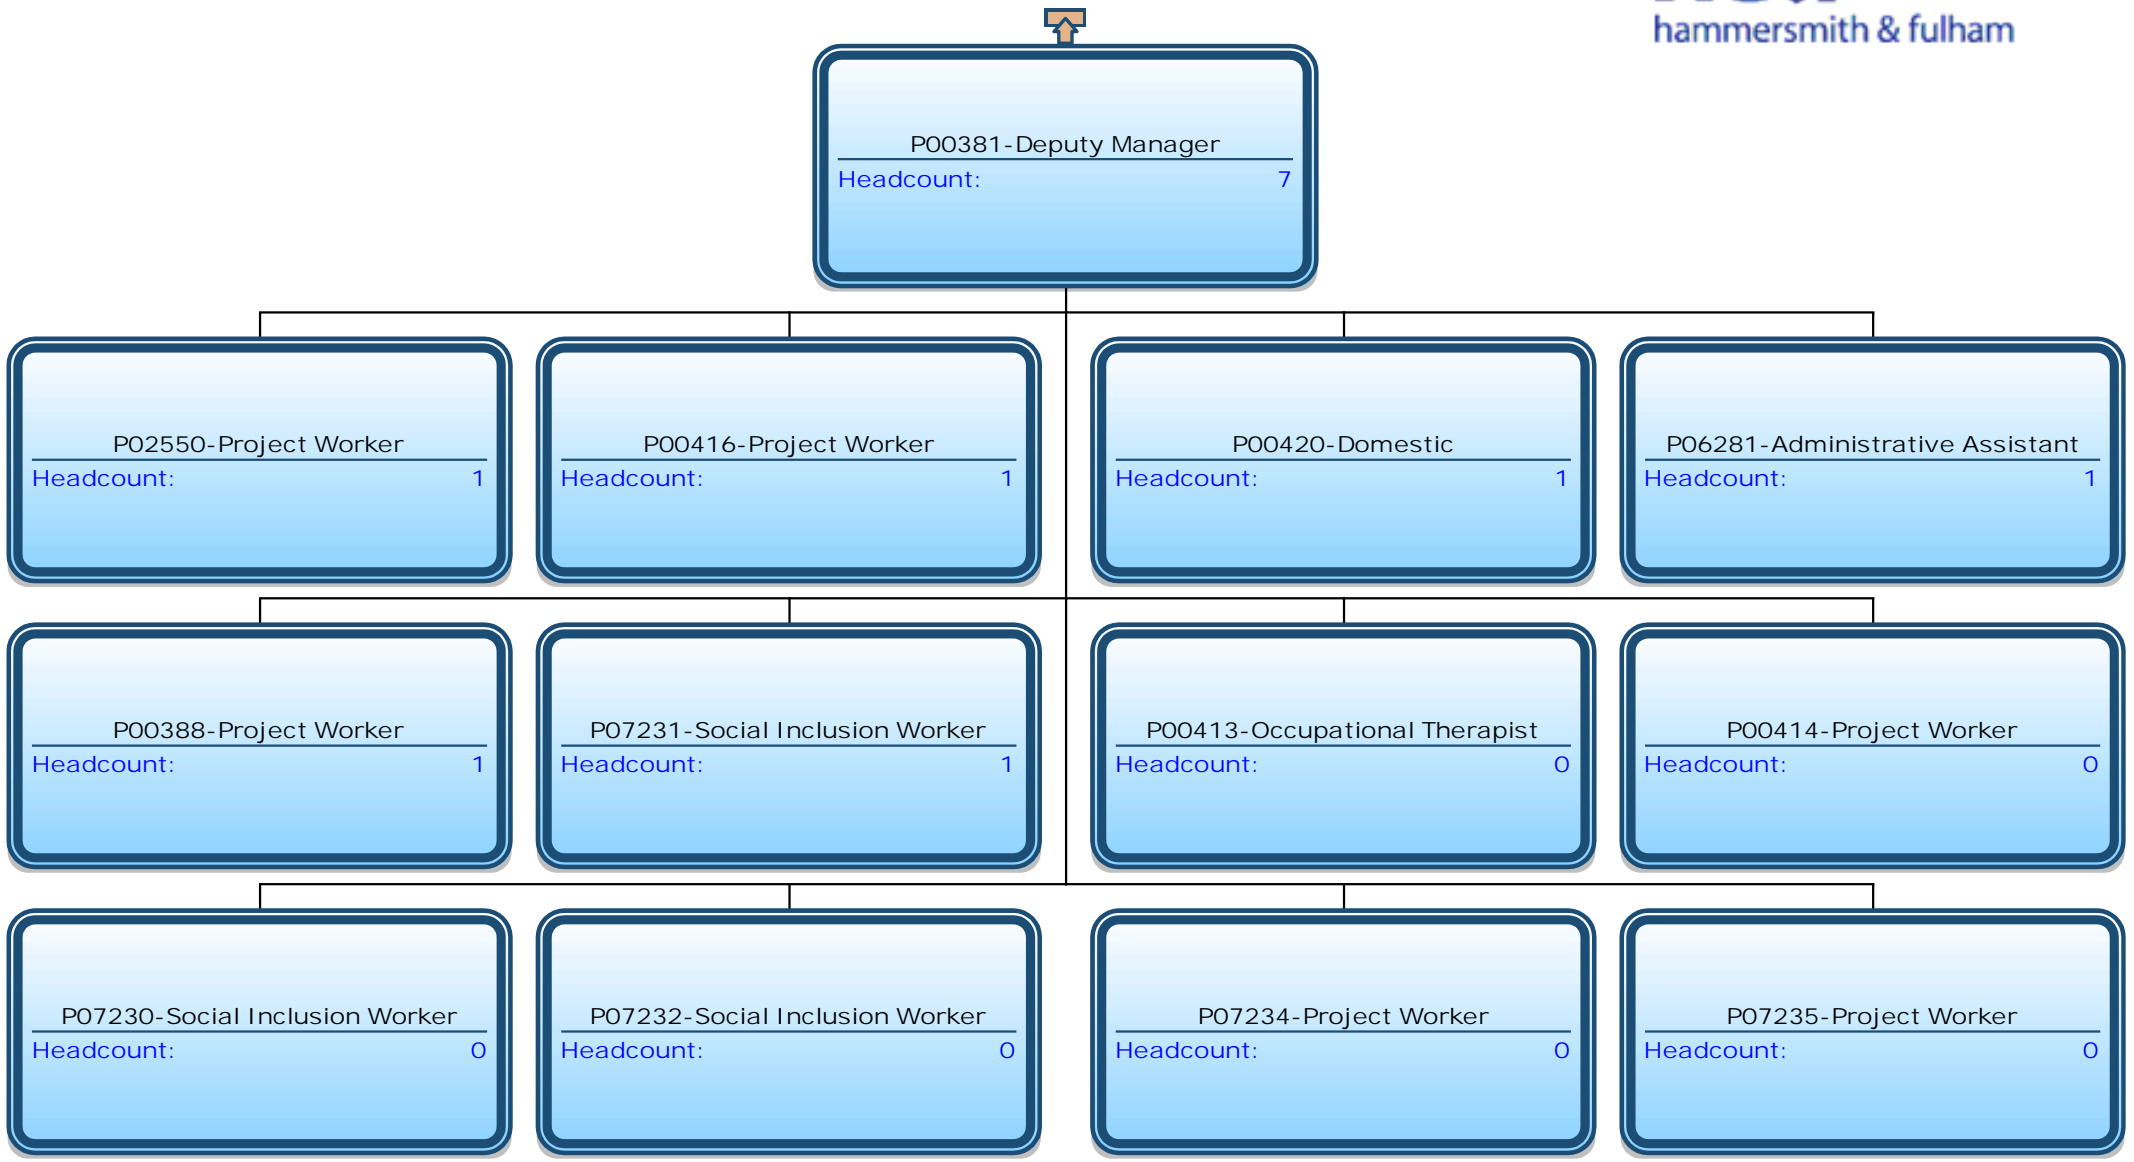 hammersmith & fulham
P00381-Deputy Manager
Headcount: 7
P02550-Project Worker
Headcount: 1
P00416-Project Worker
Headcount: 1
P00420-Domestic
Headcount: 1
P06281-Administrative Assistant
Headcount: 1
P00388-Project Worker
Headcount: 1
P07231-Social Inclusion Worker
Headcount: 1
P00413-Occupational Therapist
Headcount: 0
P00414-Project Worker
Headcount: 0
P07230-Social Inclusion Worker
Headcount: 0
P07232-Social Inclusion Worker
Headcount: 0
P07234-Project Worker
Headcount: 0
P07235-Project Worker
Headcount: 0